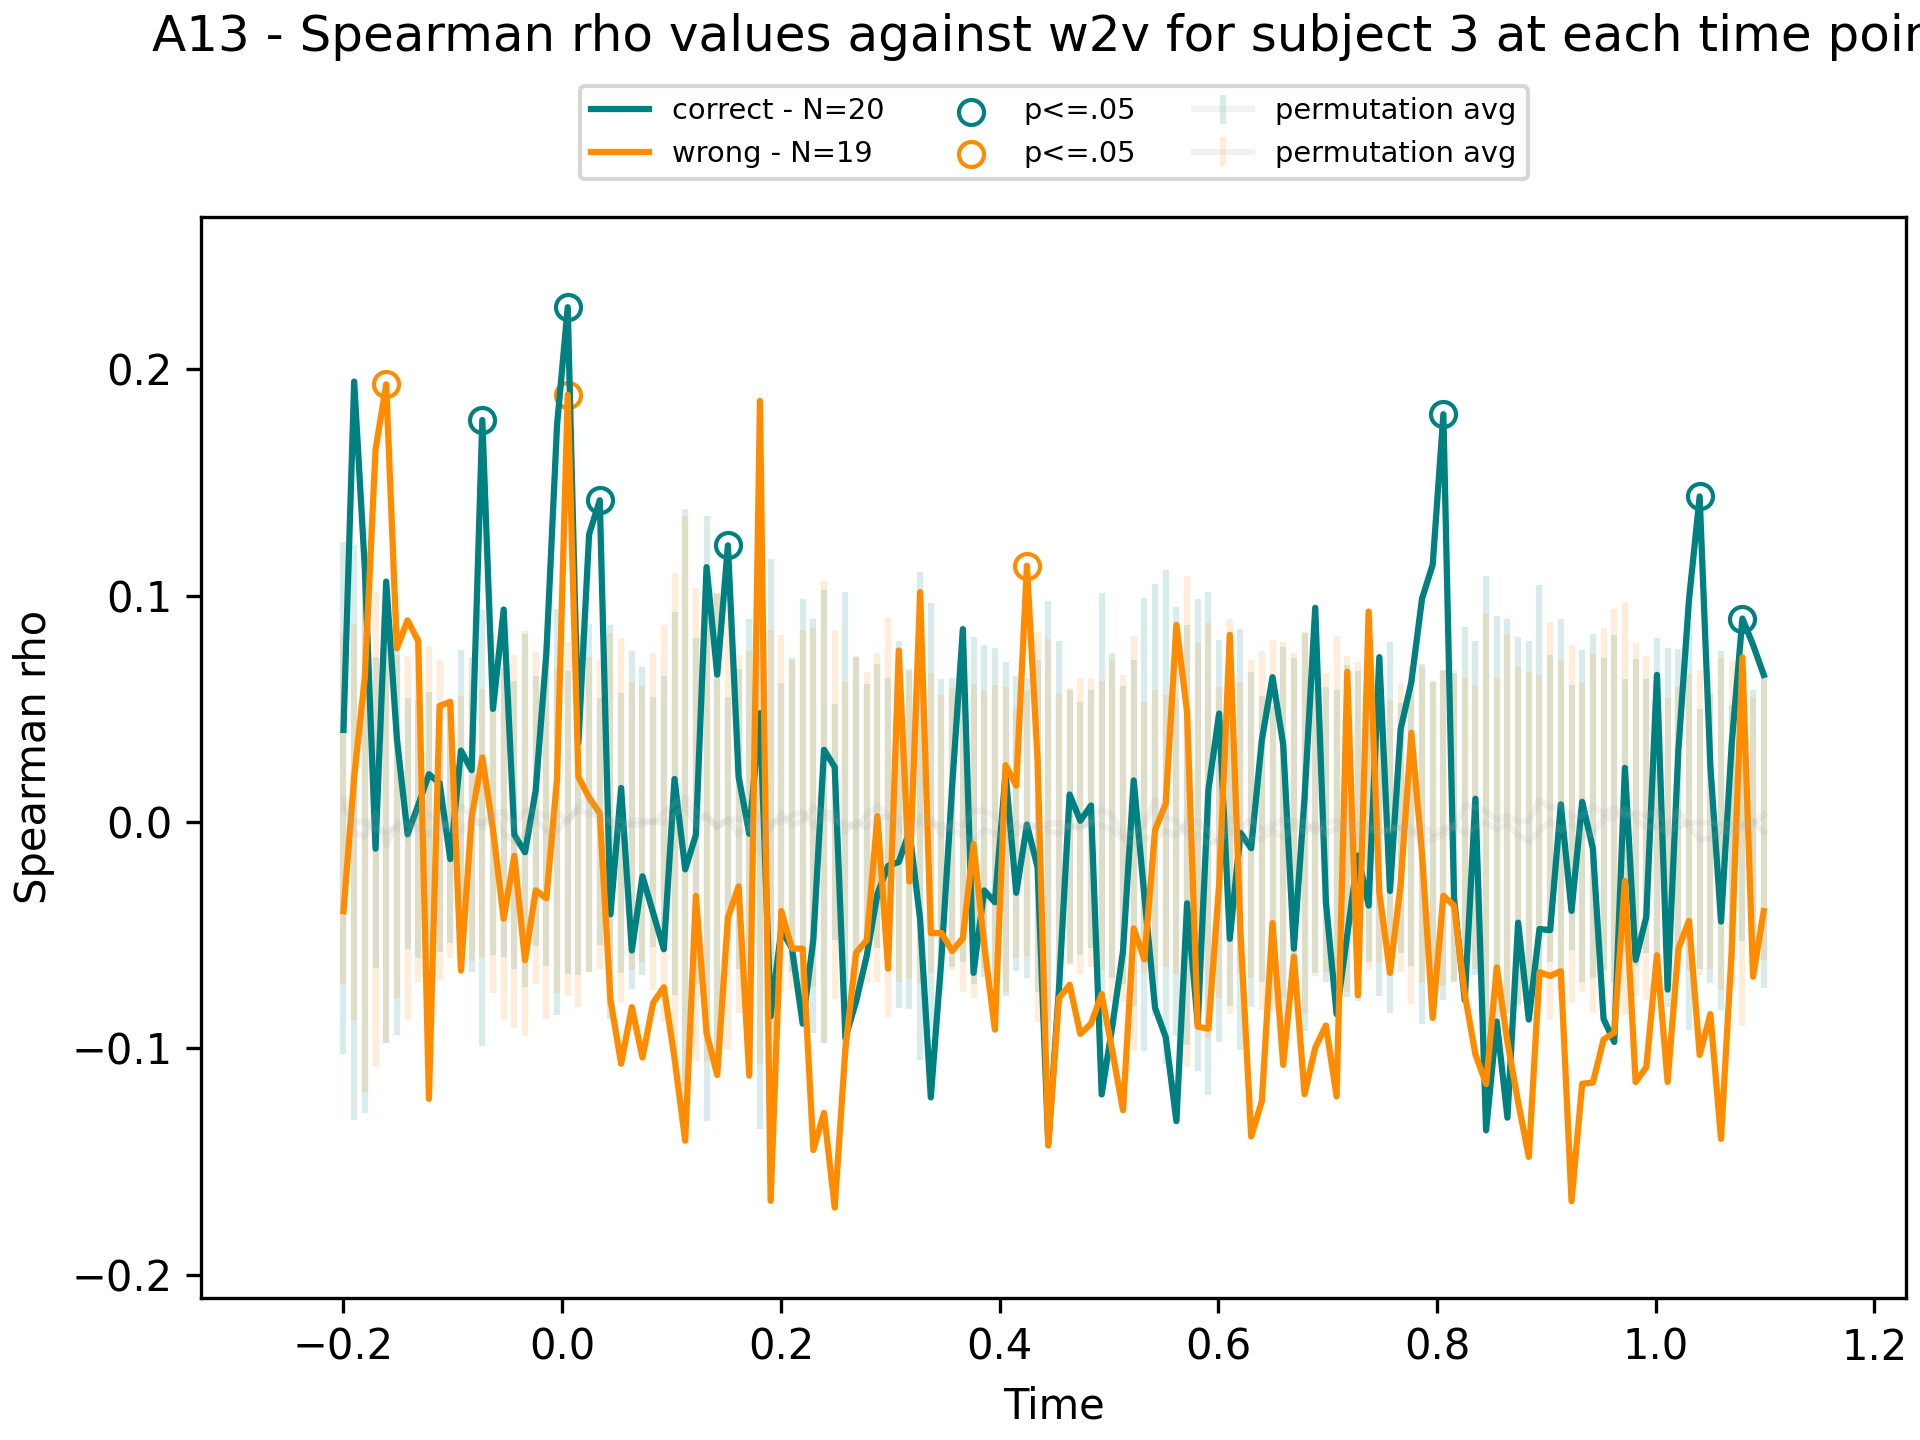 A13 - Spearman rho values against w2v for subject 3 at each time poin
correct - N=20
wrong - N=19
p<=.05
p<=.05
permutation avg
permutation avg
Spearman rho
0.2
0.1
0.0
−0.1
−0.2
−0.2 0.0 0.2 0.4 0.6 0.8 1.0 1.2
Time